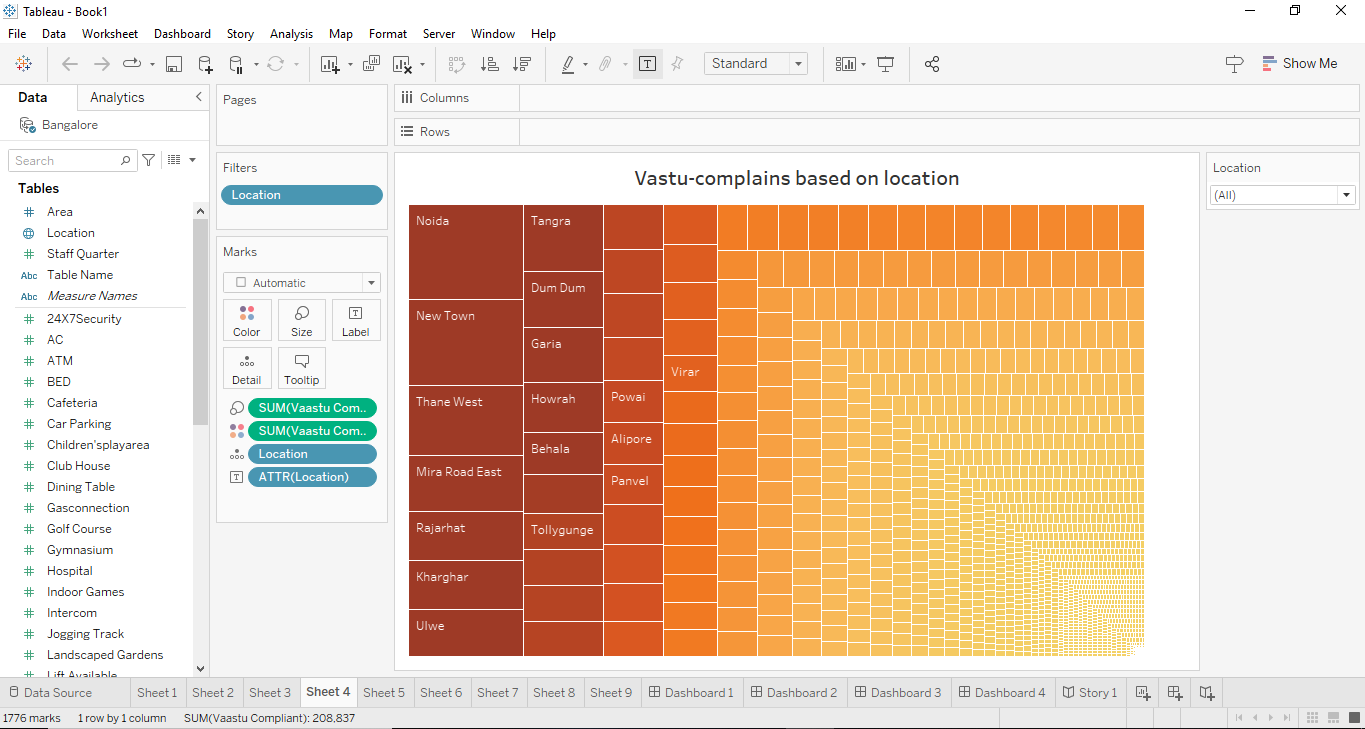 Tableau - Book1
File Data Worksheet Dashboard Story Analysis Map Format Server Window Help
Standard
Show Me
Data Analytics
Bangalore
Search
Tables
Area
Location
Staff Quarter
Abc Table Name
Abc Measure Names
24X7Security
AC
ATM
BED
Cafeteria
Car Parking
Children'splayarea
Club House
Dining Table
Gasconnection
Golf Course
Gymnasium
Hospital
Indoor Games
Intercom
Jogging Track
Landscaped Gardens
Lift Available
Pages
Filters
Location
Marks
Automatic
Color Size Label
Detail Tooltip
SUM(Vaastu Com..
SUM(Vaastu Com..
Location
ATTR(Location)
Columns
Rows
Vastu-complains based on location
Noida
New Town
Thane West
Mira Road East
Rajarhat
Kharghar
Ulwe
Tangra
Dum Dum
Garia
Howrah
Behala
Tollygunge
Powai
Alipore
Panvel
Virar
Location
(All)
Data Source Sheet 1 Sheet 2 Sheet 3 Sheet 4 Sheet 5 Sheet 6 Sheet 7 Sheet 8 Sheet 9 Dashboard 1 Dashboard 2 Dashboard 3 Dashboard 4 Story 1
1776 marks 1 row by 1 column SUM(Vaastu Compliant): 208,837